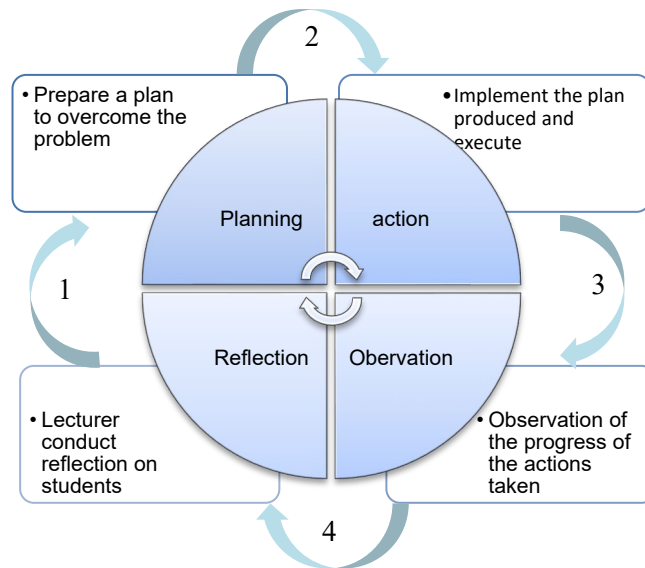 2
• Prepare a plan
to overcome the
problem
•Implement the plan
produced and
execute
Planning
action
1
3
Reflection
Obervation
• Lecturer
conduct
reflection on
students
• Observation of
the progress of
the actions
taken
4